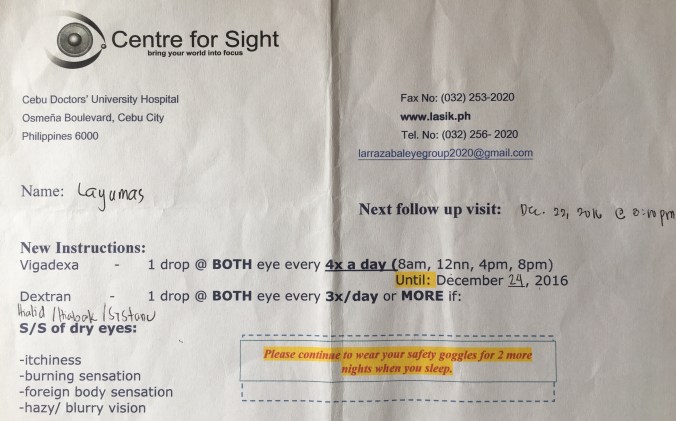 Centre for Sight
bring your world into focus
Cebu Doctors' University Hospital
Osmeña Boulevard, Cebu City
Philippines 6000
Fax No: (032) 253-2020
www.lasik.ph
Tel. No: (032) 256- 2020
larrazabaleyegroup2020@gmail.com
Name: Layumas
Next follow up visit: Dec. 22, 2016 @
New Instructions:
Vigadexa - 1 drop @ BOTH eye every 4x a day (8am, 12nn, 4pm, 8pm)
Until: December 24, 2016
Dextran - 1 drop @ BOTH eye every 3x/day or MORE if:
S/S of dry eyes:
-itchiness
-burning sensation
-foreign body sensation
-hazy/ blurry vision
Please continue to wear your safety goggles for 2 more
nights when you sleep.